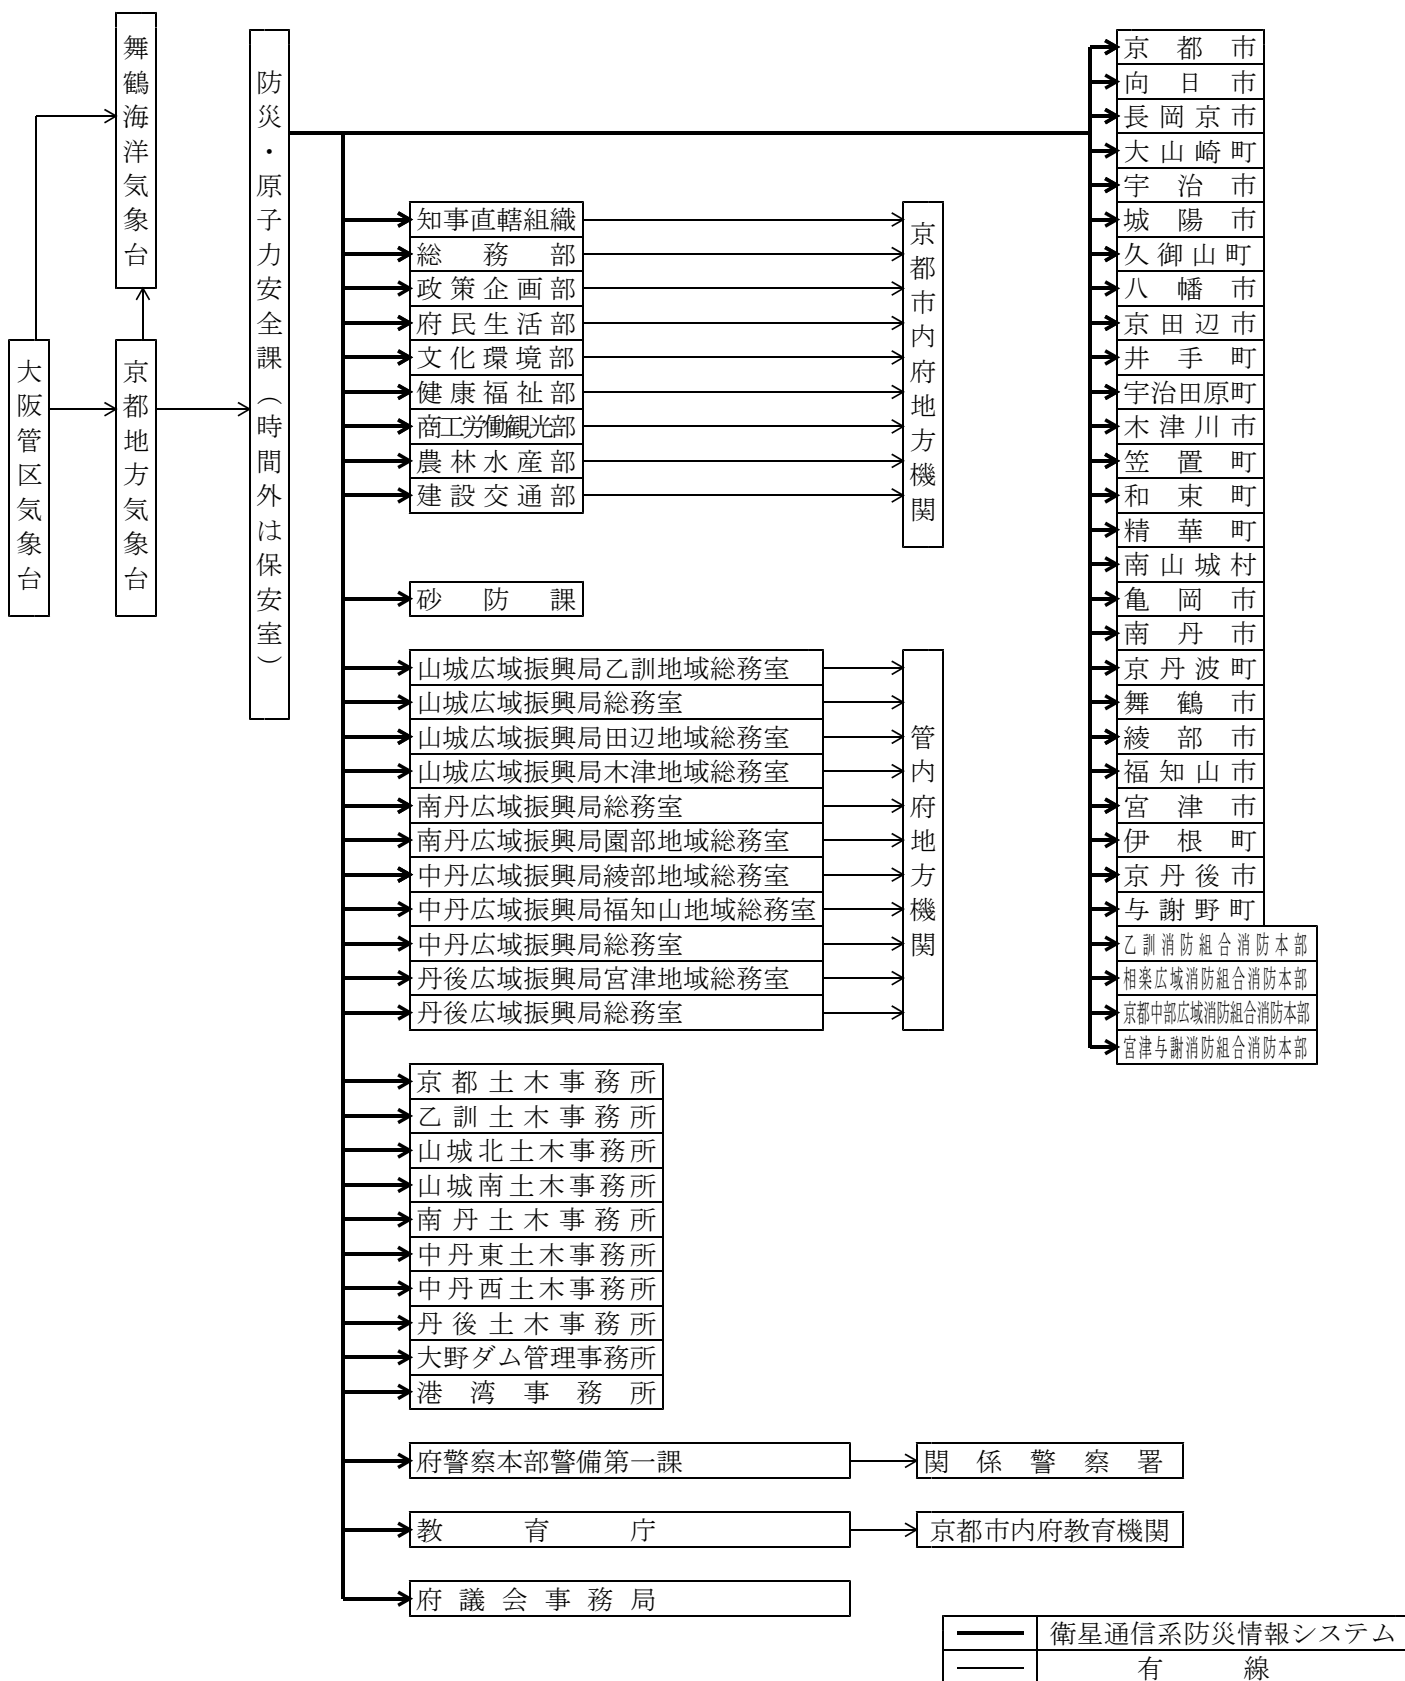 舞鶴海洋気象台
大阪管区気象台
京都地方気象台
防災・原子力安全課（時間外は保安室）
知事直轄組織
総務部
政策企画部
府民生活部
文化環境部
健康福祉部
商工労働観光部
農林水産部
建設交通部
京都市内府地方機関
砂防課
山城広域振興局乙訓地域総務室
山城広域振興局総務室
山城広域振興局田辺地域総務室
山城広域振興局木津地域総務室
南丹広域振興局総務室
南丹広域振興局園部地域総務室
中丹広域振興局綾部地域総務室
中丹広域振興局福知山地域総務室
中丹広域振興局総務室
丹後広域振興局宮津地域総務室
丹後広域振興局総務室
管内府地方機関
京都土木事務所
乙訓土木事務所
山城北土木事務所
山城南土木事務所
南丹土木事務所
中丹東土木事務所
中丹西土木事務所
丹後土木事務所
大野ダム管理事務所
港湾事務所
府警察本部警備第一課
関係警察署
教育庁
京都市内府教育機関
府議会事務局
京都市
向日市
長岡京市
大山崎町
宇治市
城陽市
久御山町
八幡市
京田辺市
井手町
宇治田原町
木津川市
笠置町
和束町
精華町
南山城村
亀岡市
南丹市
京丹波町
舞鶴市
綾部市
福知山市
宮津市
伊根町
京丹後市
与謝野町
乙訓消防組合消防本部
相楽広域消防組合消防本部
京都中部広域消防組合消防本部
宮津与謝消防組合消防本部
衛星通信系防災情報システム
有線